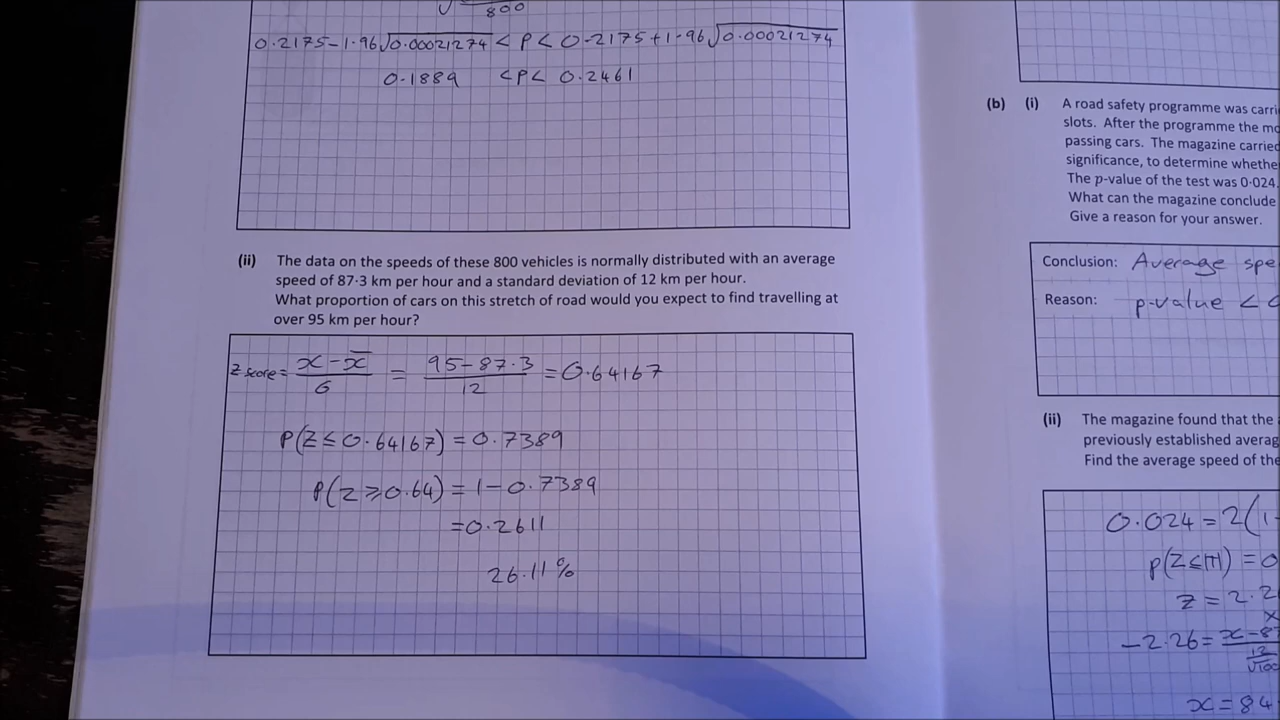 800
0.2175-1.96√0.00021274 < P < 0.2175+1.96√0.00021274
0.1889 <P< 0.2461
(ii) The data on the speeds of these 800 vehicles is normally distributed with an average
speed of 87·3 km per hour and a standard deviation of 12 km per hour.
What proportion of cars on this stretch of road would you expect to find travelling at
over 95 km per hour?
z score = x-x̄ / 6 = 95-87.3 / 12 = 0.64167
P(Z≤0.64167) = 0.7389
P(Z≥0.64) = 1-0.7389
=0.2611
26.11%
(b) (i) A road safety programme was carri
slots. After the programme the mo
passing cars. The magazine carried
significance, to determine whethe
The p-value of the test was 0·024.
What can the magazine conclude
Give a reason for your answer.
Conclusion: Average spe
Reason: p-value <
(ii) The magazine found that the
previously established averag
Find the average speed of the
0.024 = 2(1-
P(Z≤|T|) = 0
z = 2.2
-2.26 = x-8 / 12 / √100
x = 84